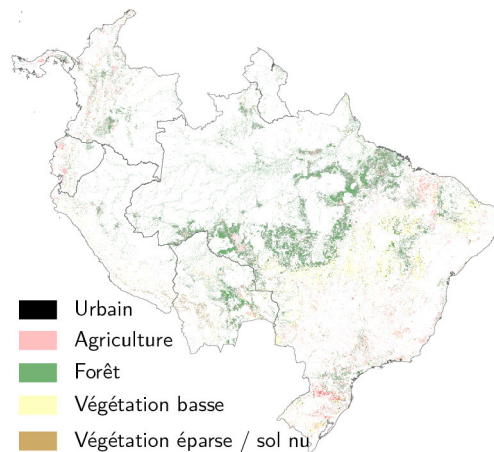 Urbain
Agriculture
Forêt
Végétation basse
Végétation éparse / sol nu